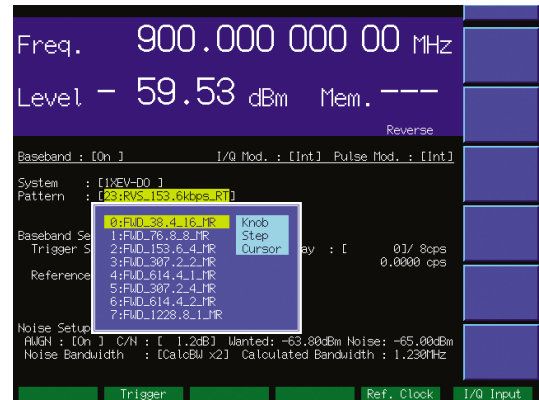 Freq. 900.000 000 00 MHz
Level - 59.53 dBm Mem. ---
Reverse
Baseband : [On ] I/Q Mod. : [Int] Pulse Mod. : [Int]
System : [1XEV-DO ]
Pattern : [23:RVS_153.6kbps_RT]
0:FWD_38.4_16_MR Knob
Baseband Se 1:FWD_76.8_8_MR Step
Trigger S 2:FWD_153.6_4_MR Cursor ay : [ 0]/ 8cps
3:FWD_307.2_2_MR 0.0000 cps
Reference 4:FWD_614.4_1_MR
5:FWD_307.2_4_MR
6:FWD_614.4_2_MR
7:FWD_1228.8_1_MR
Noise Setup
AWGN : [On ] C/N : [ 1.2dB] Wanted: -63.80dBm Noise: -65.00dBm
Noise Bandwidth : [CalcBW x2] Calculated Bandwidth : 1.230MHz
Trigger Ref. Clock I/Q Input